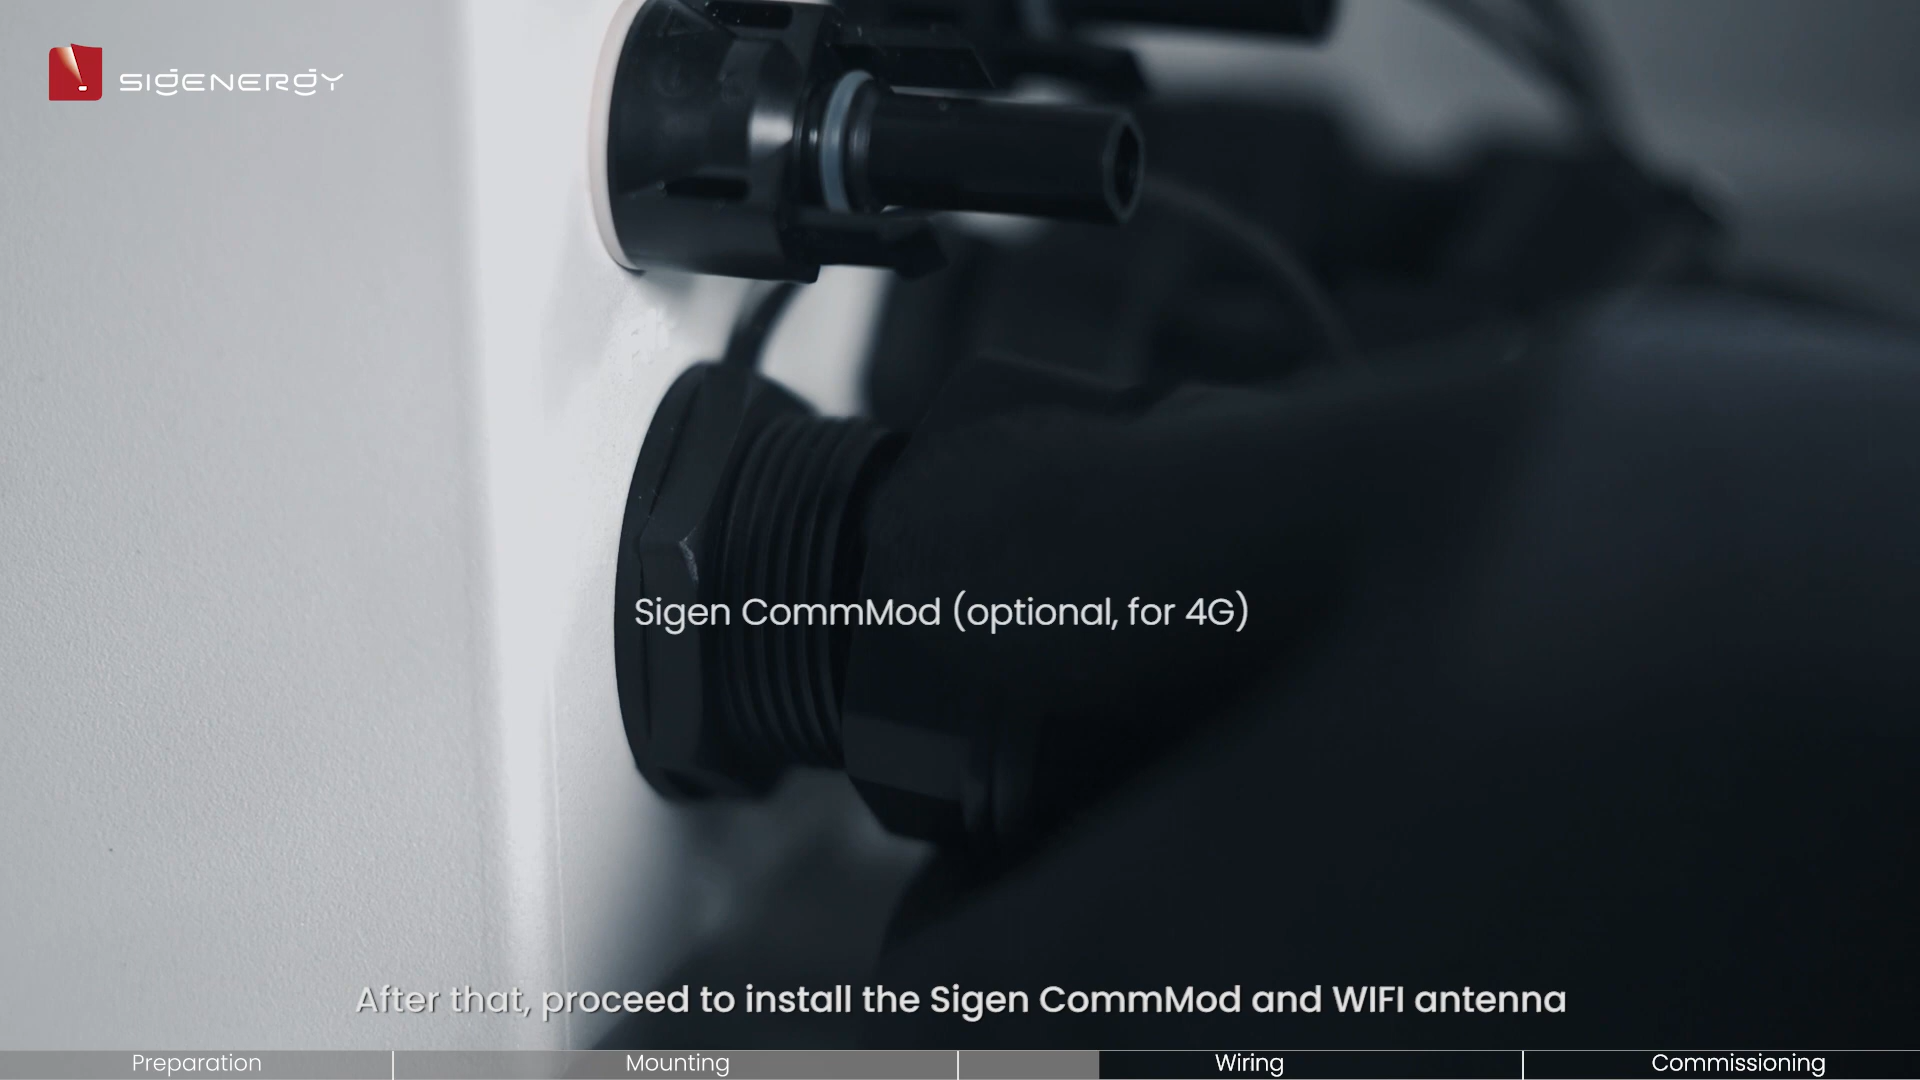 SIGENERGY
Sigen CommMod (optional, for 4G)
After that, proceed to install the Sigen CommMod and WIFI antenna
Preparation
Mounting
Wiring
Commissioning